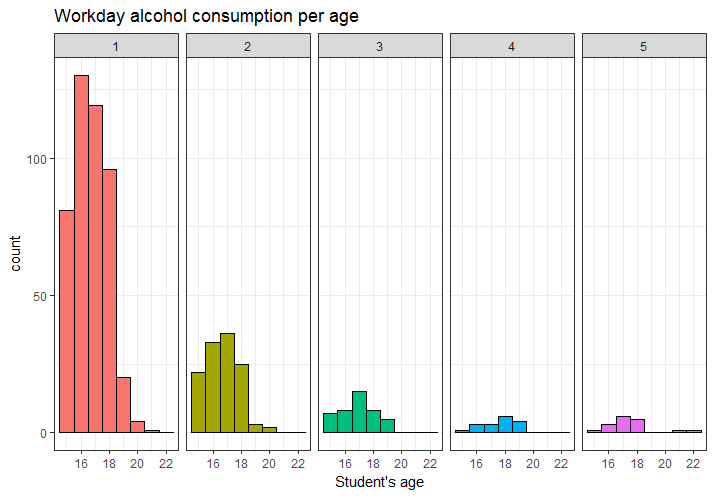 Workday alcohol consumption per age
1 2 3 4 5
100
50
0
count
16 18 20 22 16 18 20 22 16 18 20 22 16 18 20 22 16 18 20 22
Student's age